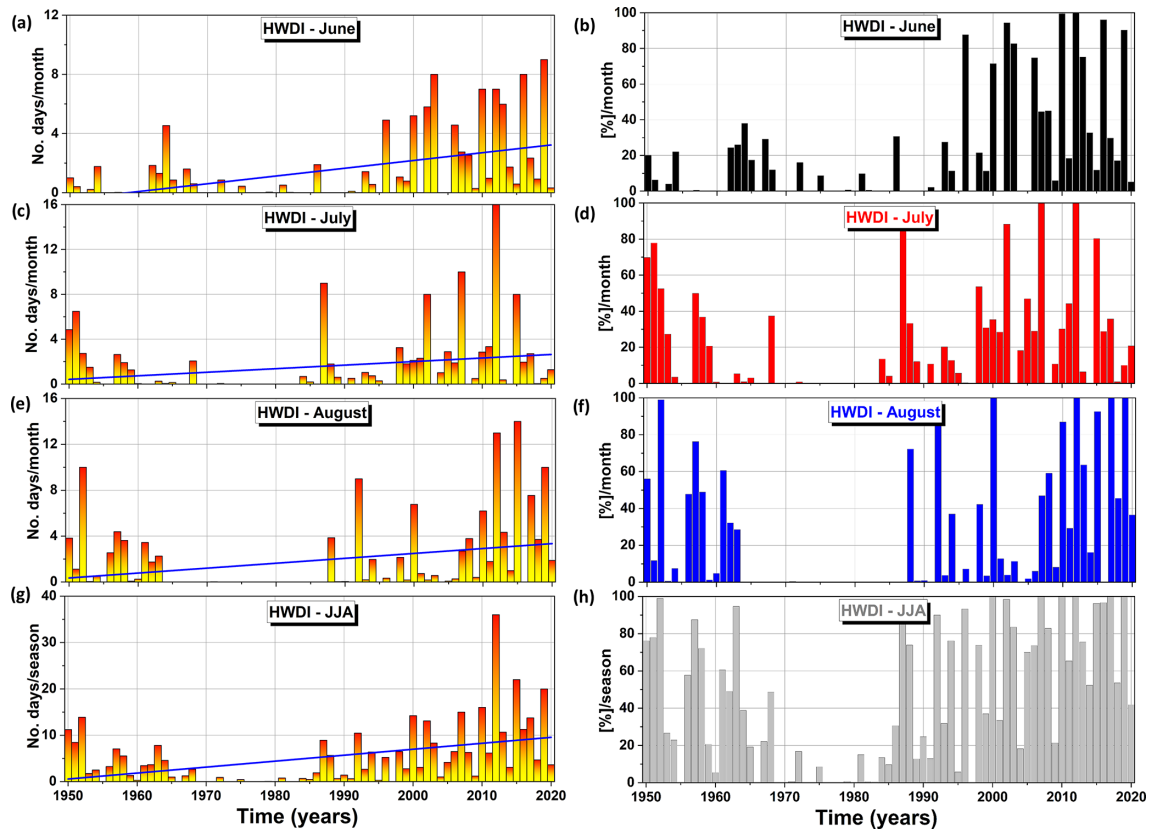 (a)
HWDI - June
No. days/month
12
8
4
0
(b)
HWDI - June
[%]/month
100
80
60
40
20
0
(c)
HWDI - July
No. days/month
16
12
8
4
0
(d)
HWDI - July
[%]/month
100
80
60
40
20
0
(e)
HWDI - August
No. days/month
16
12
8
4
0
(f)
HWDI - August
[%]/month
100
80
60
40
20
0
(g)
HWDI - JJA
No. days/season
40
30
20
10
0
1950 1960 1970 1980 1990 2000 2010 2020
Time (years)
(h)
HWDI - JJA
[%]/season
100
80
60
40
20
0
1950 1960 1970 1980 1990 2000 2010 2020
Time (years)